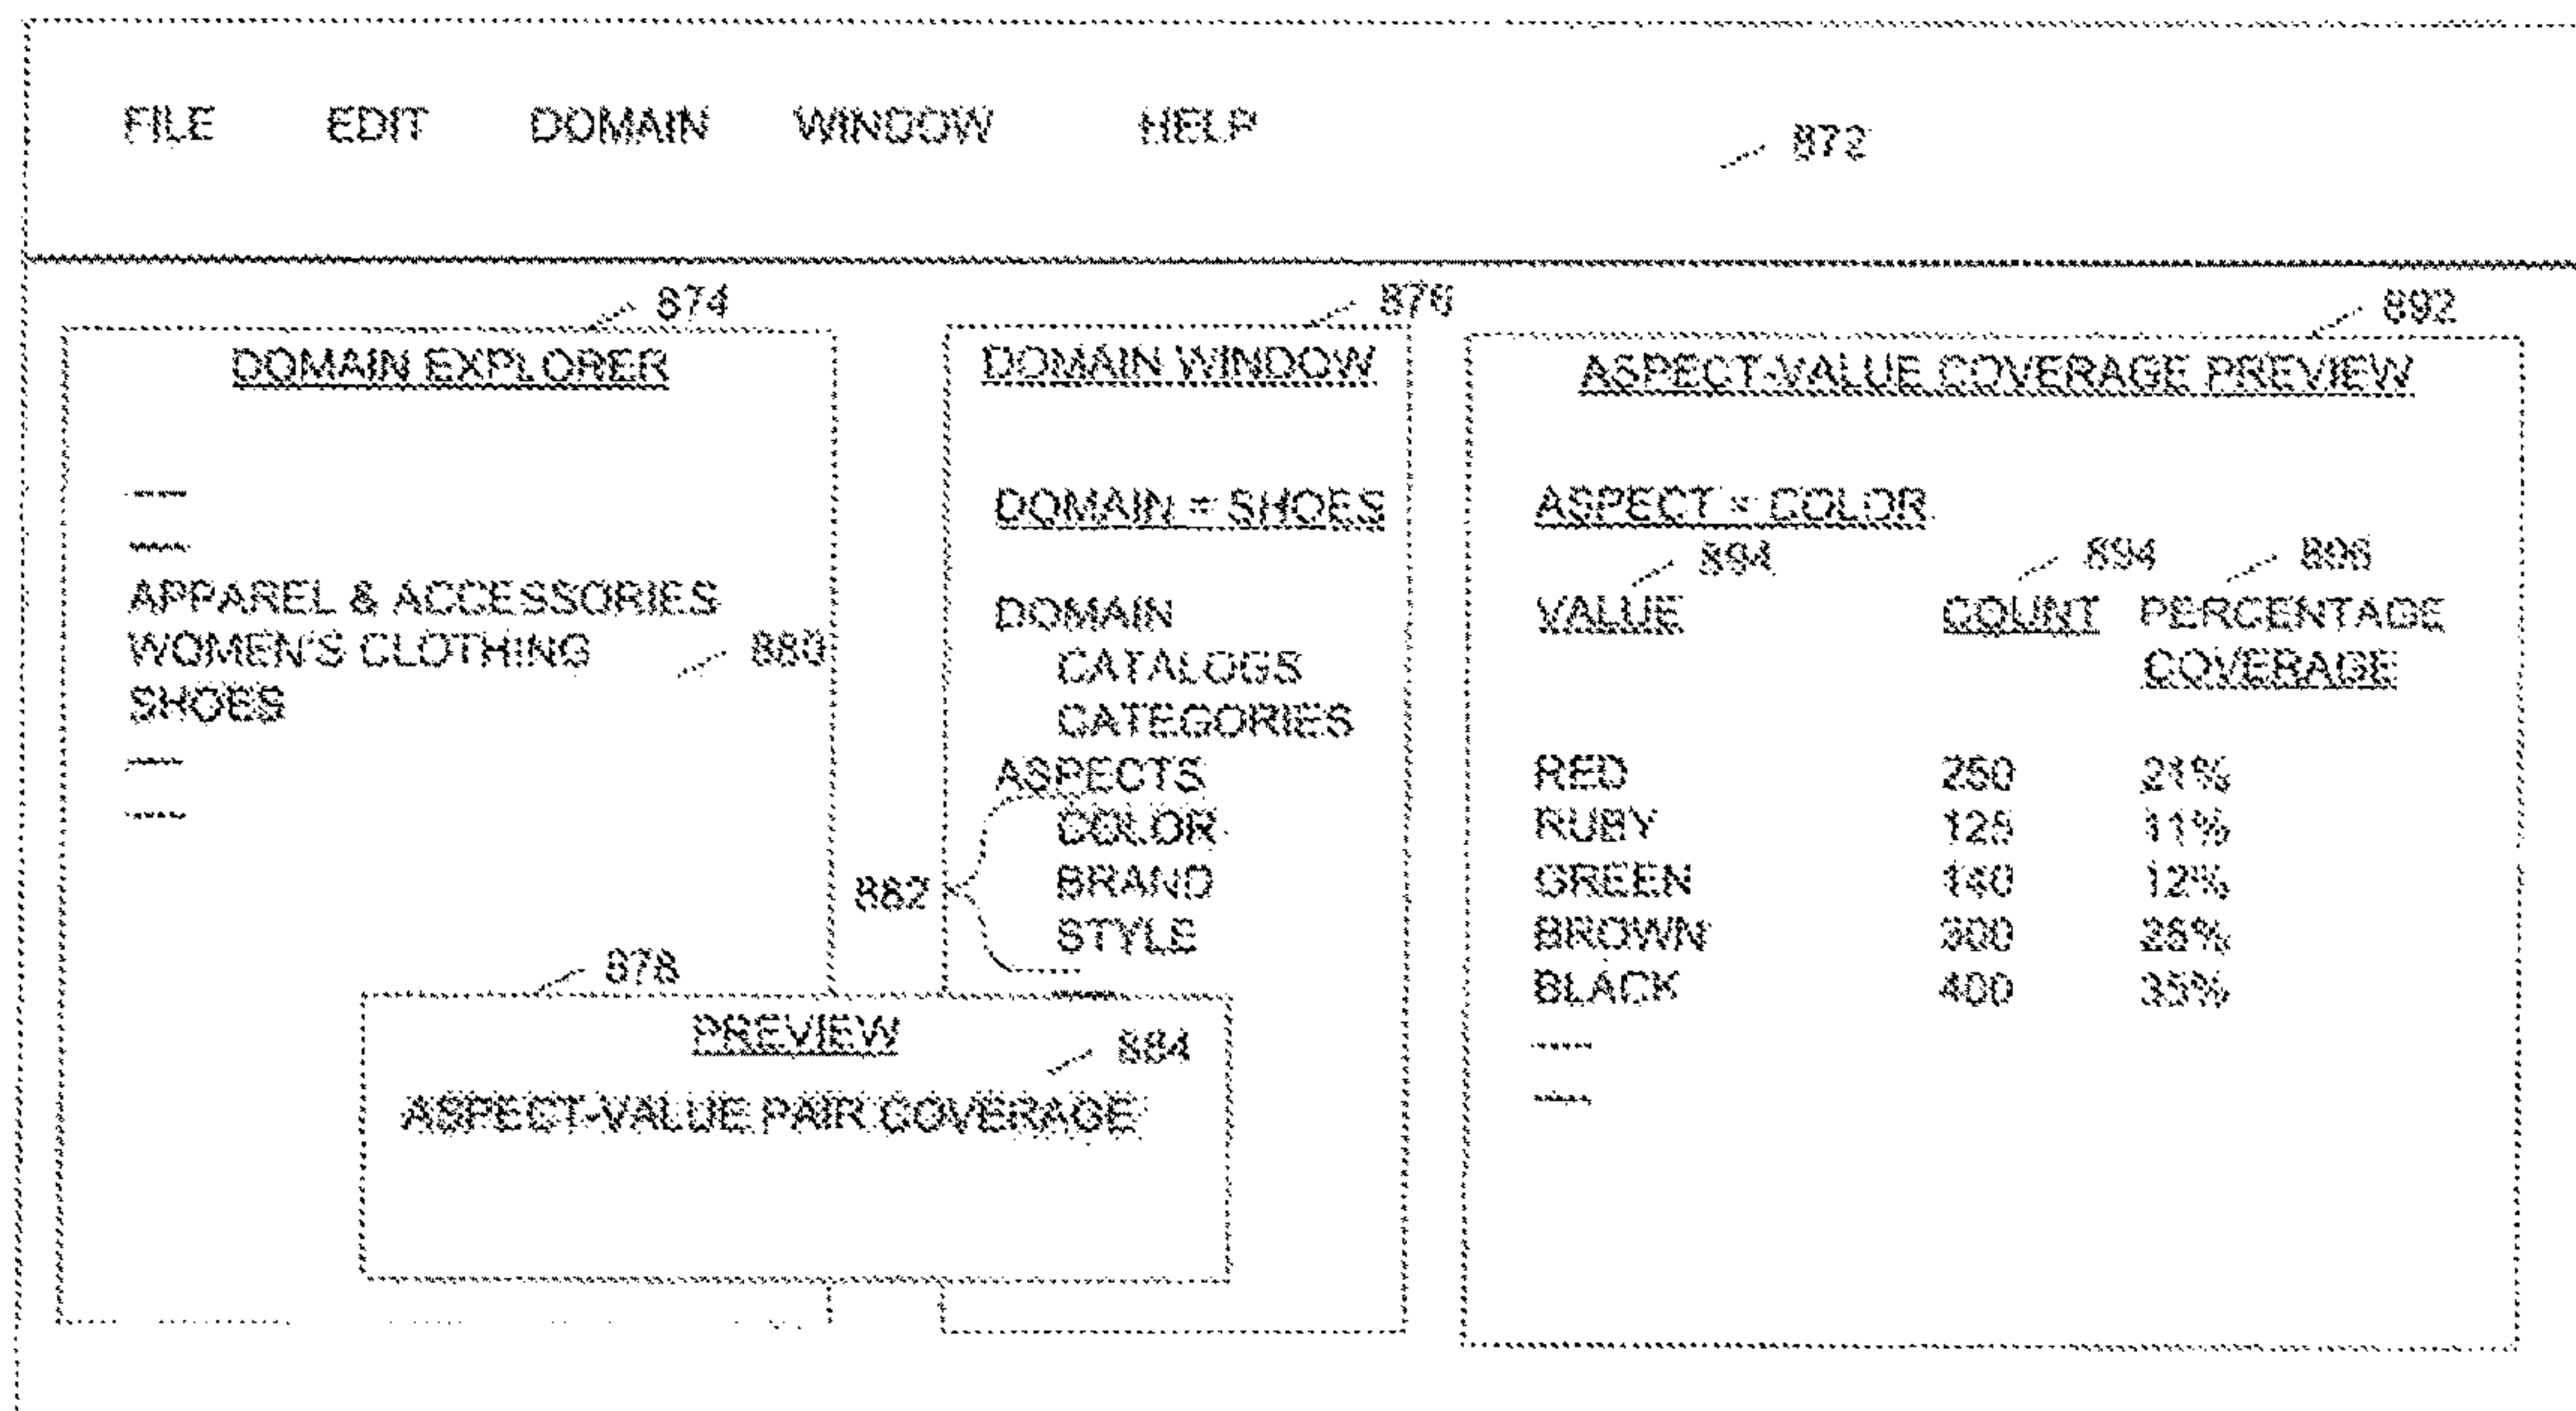 FILE EDIT DOMAIN WINDOW HELP
872
874
DOMAIN EXPLORER
APPAREL & ACCESSORIES
WOMEN'S CLOTHING
880
SHOES
876
DOMAIN WINDOW
DOMAIN = SHOES
DOMAIN
CATALOGS
CATEGORIES
ASPECTS
882
COLOR
BRAND
STYLE
878
PREVIEW
884
ASPECT-VALUE PAIR COVERAGE
892
ASPECT-VALUE COVERAGE PREVIEW
ASPECT = COLOR
894 894 896
VALUE COUNT PERCENTAGE
COVERAGE
RED 250 21%
RUBY 125 11%
GREEN 140 12%
BROWN 300
BLACK 400 35%